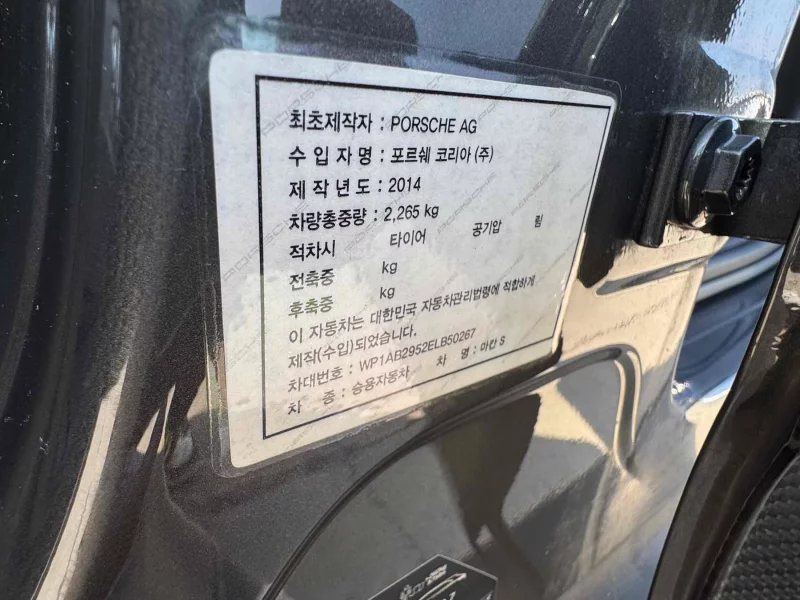 최초제작자 : PORSCHE AG
수 입 자 명 : 포르쉐 코리아 (주)
제 작 년 도 : 2014
차량총중량 : 2,265 kg
적차시 타이어 공기압 림
전축중 kg
후축중 kg
이 자동차는 대한민국 자동차관리법령에 적합하게
제작(수입)되었습니다.
차대번호 : WP1AB2952ELB50267
차 종 : 승용자동차 차 명 : 마칸 S